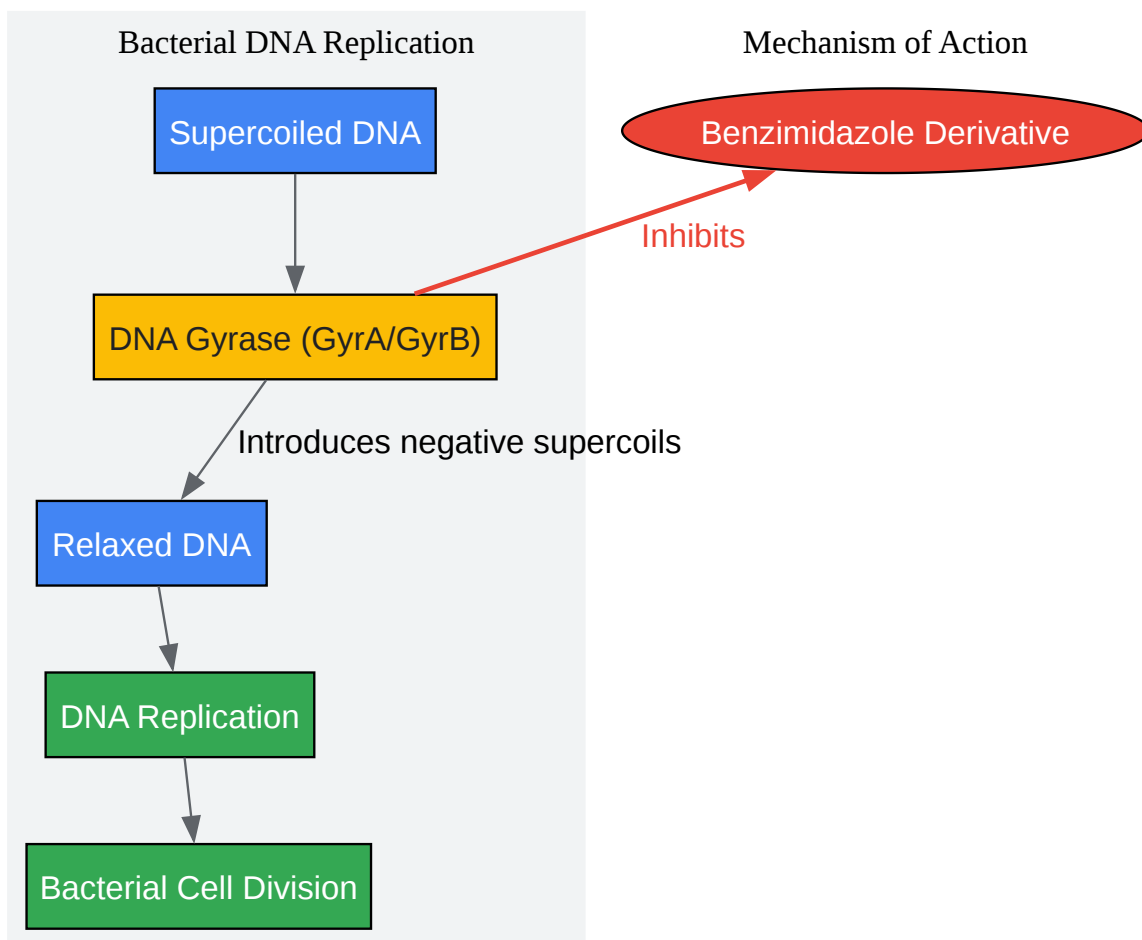 Bacterial DNA Replication
Mechanism of Action
Supercoiled DNA
Benzimidazole Derivative
Inhibits
DNA Gyrase (GyrA/GyrB)
Introduces negative supercoils
Relaxed DNA
DNA Replication
Bacterial Cell Division